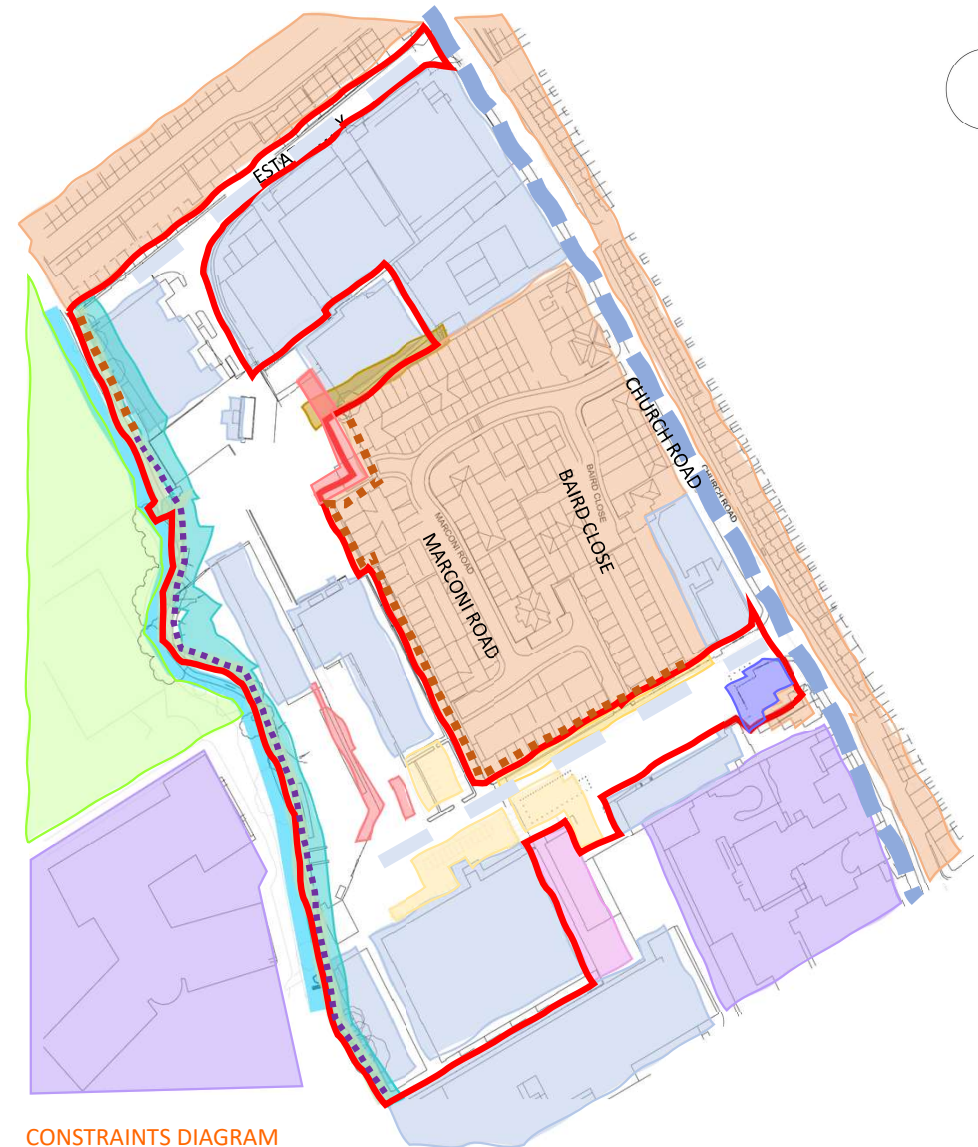 ESTA
CHURCH ROAD
CHURCH ROAD
BAIRD CLOSE
BAIRD CLOSE
MARCONI ROAD
MARCONI ROAD
CONSTRAINTS DIAGRAM